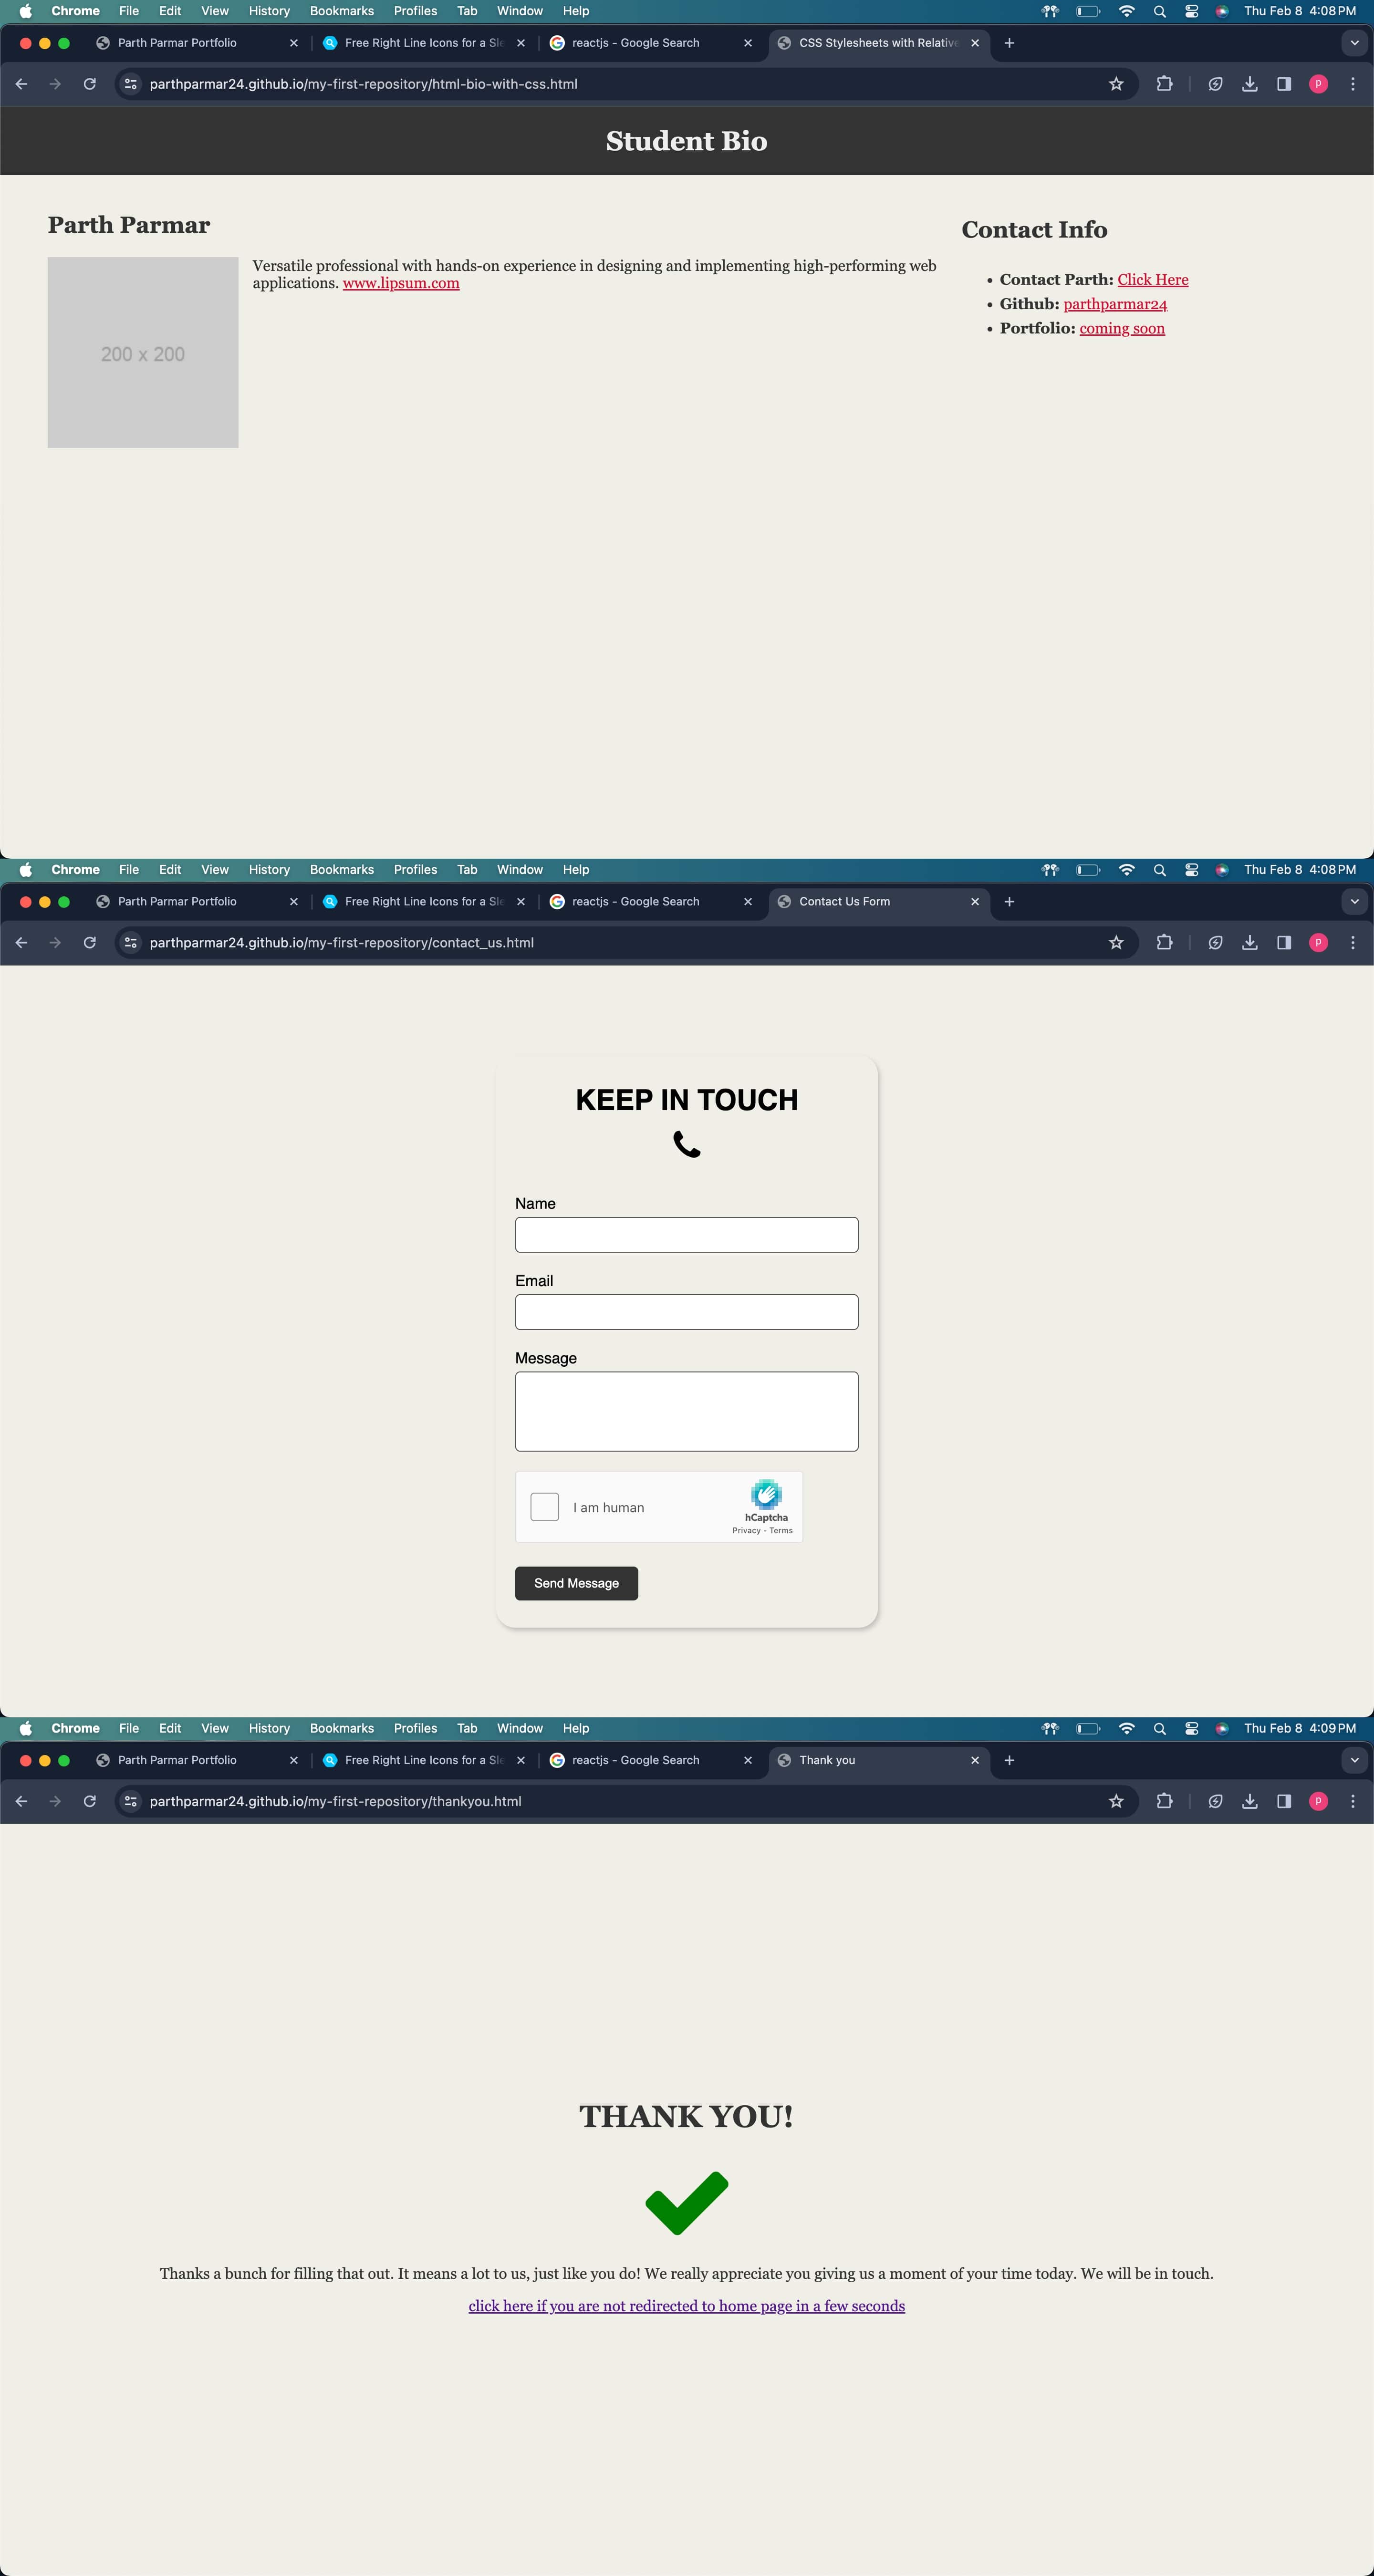 Chrome File Edit View History Bookmarks Profiles Tab Window Help Thu Feb 8 4:08 PM
Parth Parmar Portfolio Free Right Line Icons for a Sle reactjs - Google Search CSS Stylesheets with Relative
parthparmar24.github.io/my-first-repository/html-bio-with-css.html P
Student Bio
Parth Parmar
200 x 200
Versatile professional with hands-on experience in designing and implementing high-performing web
applications. www.lipsum.com
Contact Info
• Contact Parth: Click Here
• Github: parthparmar24
• Portfolio: coming soon
Chrome File Edit View History Bookmarks Profiles Tab Window Help Thu Feb 8 4:08 PM
Parth Parmar Portfolio Free Right Line Icons for a Sle reactjs - Google Search Contact Us Form
parthparmar24.github.io/my-first-repository/contact_us.html P
KEEP IN TOUCH
Name
Email
Message
I am human
hCaptcha
Privacy - Terms
Send Message
Chrome File Edit View History Bookmarks Profiles Tab Window Help Thu Feb 8 4:09 PM
Parth Parmar Portfolio Free Right Line Icons for a Sle reactjs - Google Search Thank you
parthparmar24.github.io/my-first-repository/thankyou.html P
THANK YOU!
Thanks a bunch for filling that out. It means a lot to us, just like you do! We really appreciate you giving us a moment of your time today. We will be in touch.
click here if you are not redirected to home page in a few seconds